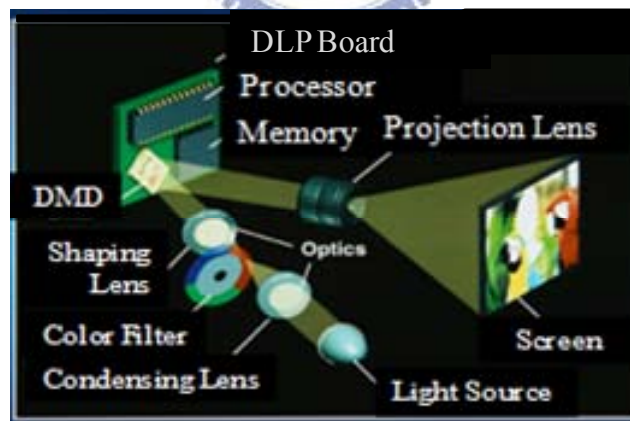 DLP Board
Processor
Memory
Projection Lens
DMD
Shaping
Lens
Optics
Color Filter
Condensing Lens
Screen
Light Source